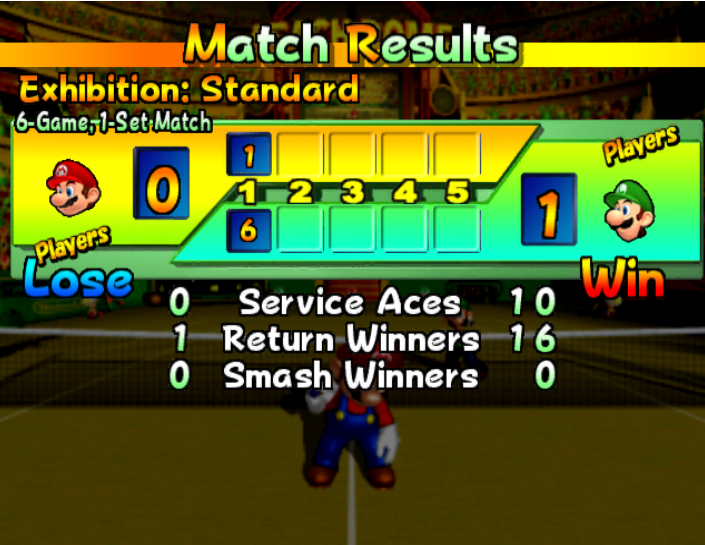 Match Results
Exhibition: Standard
6-Game, 1-Set Match
Players
0 1 1
1 2 3 4 5
6
Players
Lose Win
0 Service Aces 10
1 Return Winners 16
0 Smash Winners 0